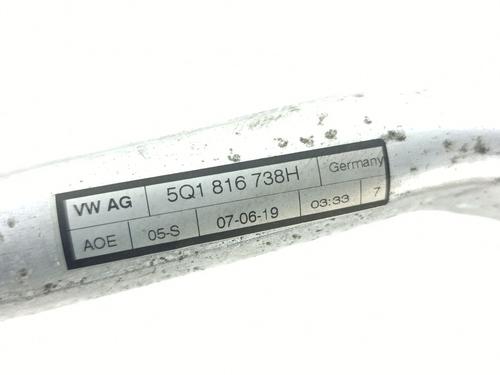 VW AG 5Q1 816 738H Germany
AOE 05-S 07-06-19 03:33 7